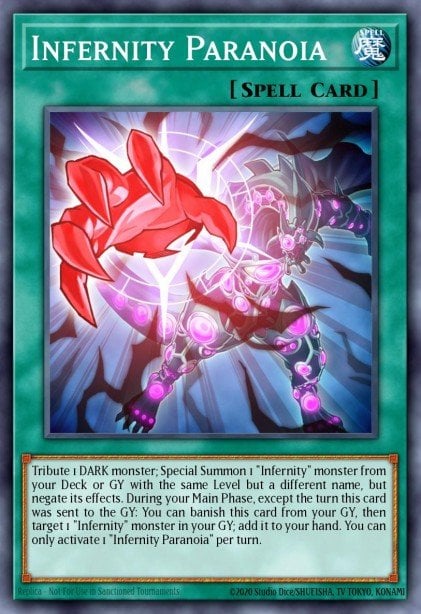 INFERNITY PARANOIA
SPELL
魔
[ SPELL CARD ]
Tribute 1 DARK monster; Special Summon 1 "Infernity" monster from
your Deck or GY with the same Level but a different name, but
negate its effects. During your Main Phase, except the turn this card
was sent to the GY: You can banish this card from your GY, then
target 1 "Infernity" monster in your GY; add it to your hand. You can
only activate 1 "Infernity Paranoia" per turn.
Replica - Not For Use in Sanctioned Tournaments
©2020 Studio Dice/SHUEISHA, TV TOKYO, KONAMI